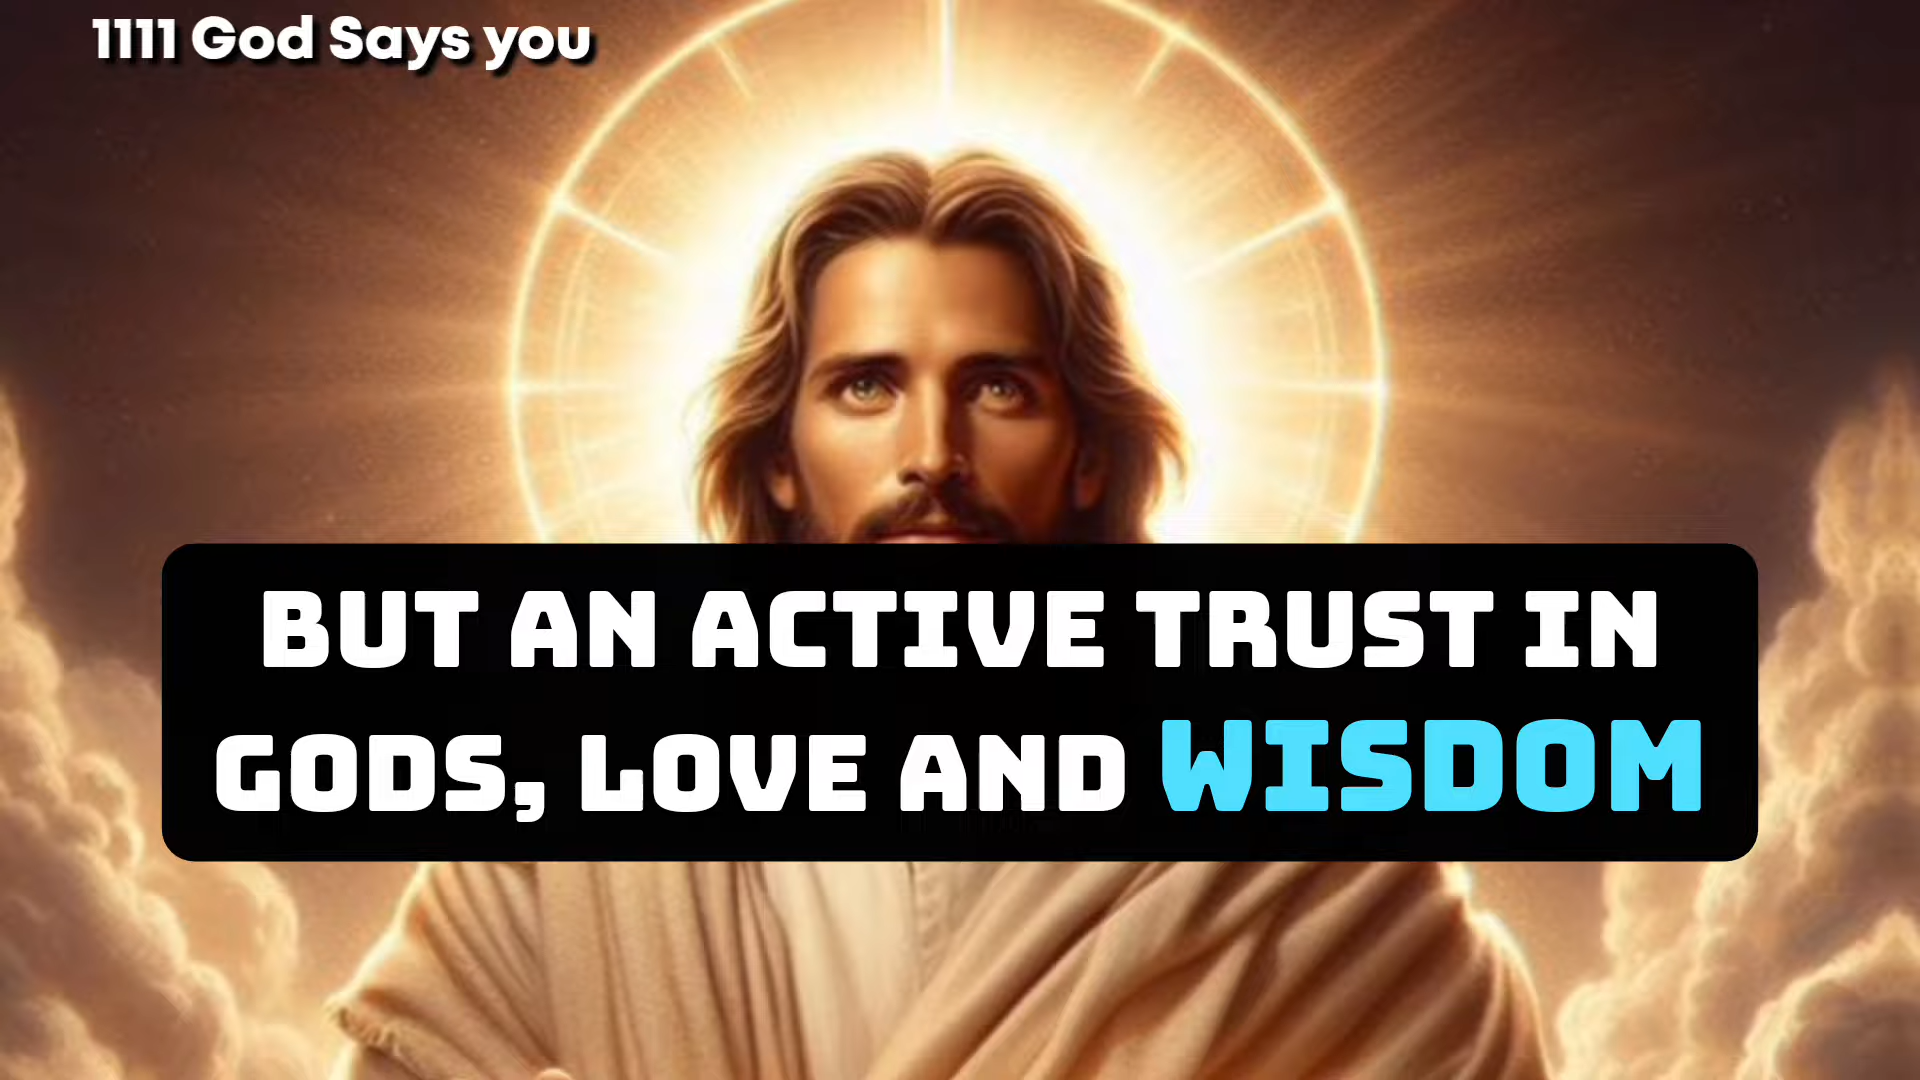 1111 God Says you
BUT AN ACTIVE TRUST IN
GODS, LOVE AND WISDOM